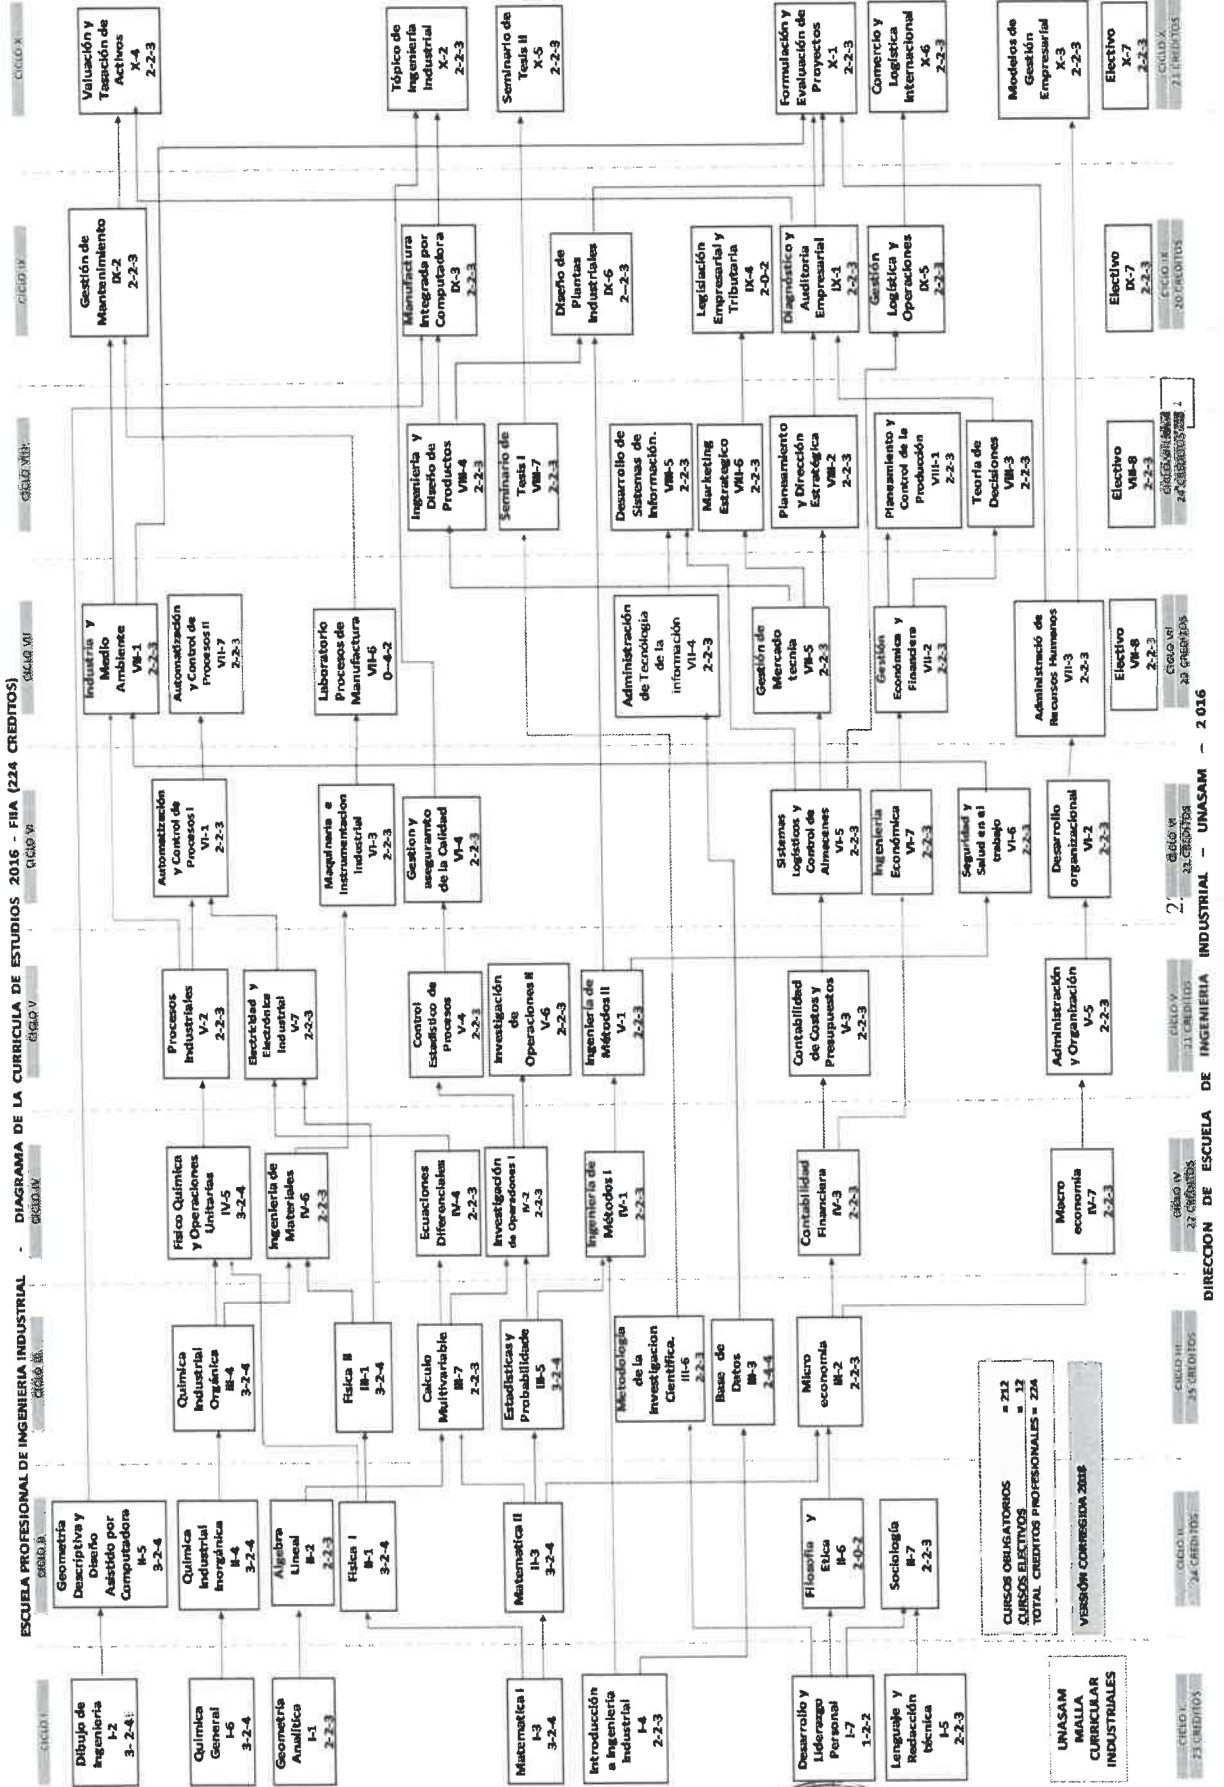 ESCUELA PROFESIONAL DE INGENIERIA INDUSTRIAL - DIAGRAMA DE LA CURRICULA DE ESTUDIOS 2016 - FIIA (224 CREDITOS)
CICLO I
Dibujo de
Ingenieria
I-2
Quimica
General
I-6
3-2-4
Geometría
Analítica
I-1
2-2-3
Matematica I
I-3
3-2-4
Introducción
a Ingeniería
Industrial
I-4
2-2-3
Desarrollo y
Liderazgo
Personal
I-7
1-2-2
Lenguaje y
Redacción
técnica
I-5
2-2-3
UNASAM
MALLA
CURRICULAR
INDUSTRIALES
CICLO I
23 CREDITOS
CICLO II
Geometria
Descriptiva y
Diseño
Asistido por
Computadora
II-5
3-2-4
Quimica
Industrial
Inorgánica
II-4
3-2-4
Algebra
Lineal
II-2
2-2-3
Fisica I
II-1
3-2-4
Matematica II
II-3
3-2-4
Filosofia y
Etica
II-6
2-0-2
Sociología
II-7
2-2-3
CURSOS OBLIGATORIOS = 212
CURSOS ELECTIVOS = 12
TOTAL CREDITOS PROFESIONALES = 224
VERSIÓN CORREGIDA 2018
CICLO II
24 CREDITOS
CICLO III
Quimica
Industrial
Orgánica
III-4
3-2-4
Fisica II
III-1
3-2-4
Calculo
Multivariable
III-7
2-2-3
Estadísticas y
Probabilidade
III-5
3-2-4
Metodología
de la
Investigacion
Científica.
III-6
2-2-3
Base de
Datos
III-3
2-4-4
Micro
economía
III-2
2-2-3
CICLO III
25 CREDITOS
CICLO IV
Fisico Quimica
y Operaciones
Unitarias
IV-5
3-2-4
Ingeniería de
Materiales
IV-6
2-2-3
Ecuaciones
Diferenciales
IV-4
2-2-3
Investigación
de Operaciones I
IV-2
2-2-3
Ingeniería de
Métodos I
IV-1
2-2-3
Contabilidad
Financiera
IV-3
2-2-3
Macro
economía
IV-7
2-2-3
CICLO IV
22 CREDITOS
CICLO V
Procesos
Industriales
V-2
2-2-3
Electricidad y
Electrónica
Industrial
V-7
2-2-3
Control
Estadístico de
Procesos
V-4
2-2-3
Investigación
de
Operaciones II
V-6
2-2-3
Ingeniería de
Métodos II
V-1
2-2-3
Contabilidad
de Costos y
Presupuestos
V-3
2-2-3
Administración
y Organización
V-5
2-2-3
CICLO V
21 CREDITOS
CICLO VI
Automatización
y Control de
Procesos I
VI-1
2-2-3
Maquinaria e
Instrumentacion
Industrial
VI-3
2-2-3
Gestion y
aseguramto
de la Calidad
VI-4
2-2-3
Sistemas
Logísticos y
Control de
Almacenes
VI-5
2-2-3
Ingeniería
Económica
VI-7
2-2-3
Seguridad y
Salud en el
trabajo
VI-6
2-2-3
Desarrollo
organizacional
VI-2
2-2-3
CICLO VI
21 CREDITOS
CICLO VII
Industria y
Medio
Ambiente
VII-1
2-2-3
Automatización
y Control de
Procesos II
VII-7
2-2-3
Laboratorio
Procesos de
Manufactura
VII-6
0-4-2
Administración
de Tecnólogia
de la
información
VII-4
2-2-3
Gestión de
Mercado
tecnia
VII-5
2-2-3
Gestión
Económica y
Financiera
VII-2
2-2-3
Administració de
Recursos Humanos
VII-3
2-2-3
Electivo
VII-8
2-2-3
CICLO VII
CICLO VIII
Ingenieria y
Diseño de
Productos
VIII-4
2-2-3
Seminario de
Tesis I
VIII-7
2-2-3
Desarrollo de
Sistemas de
Información.
VIII-5
2-2-3
Marketing
Estrategico
VIII-6
2-2-3
Planeamiento
y Dirección
Estratégica
VIII-2
2-2-3
Planeamiento y
Control de la
Producción
VIII-1
2-2-3
Teoria de
Decisiones
VIII-3
2-2-3
Electivo
VIII-8
2-2-3
CICLO IX
Gestión de
Mantenimiento
IX-2
2-2-3
Manufactura
Integrada por
Computadora
IX-3
2-2-3
Diseño de
Plantas
Industriales
IX-6
2--2-3
Legislación
Empresarial y
Tributaria
IX-4
2-0-2
Diagnóstico y
Auditoria
Empresarial
IX-1
2-2-3
Gestión
Logística y
Operaciones
IX-5
2-2-3
Electivo
IX-7
2-2-3
CICLO IX
20 CREDITOS
CICLO X
Valuación y
Tasación de
Activos
X-4
2-2-3
Tópico de
Ingenieria
Industrial
X-2
2-2-3
Seminario de
Tesis II
X-5
2-2-3
Formulación y
Evaluación de
Proyectos
X-1
2-2-3
Comercio y
Logística
Internacional
X-6
2-2-3
Modelos de
Gestión
Empresarial
X-3
2-2-3
Electivo
X-7
2-2-3
CICLO X
21 CREDITOS
DIRECCION DE ESCUELA DE INGENIERIA INDUSTRIAL – UNASAM – 2 016